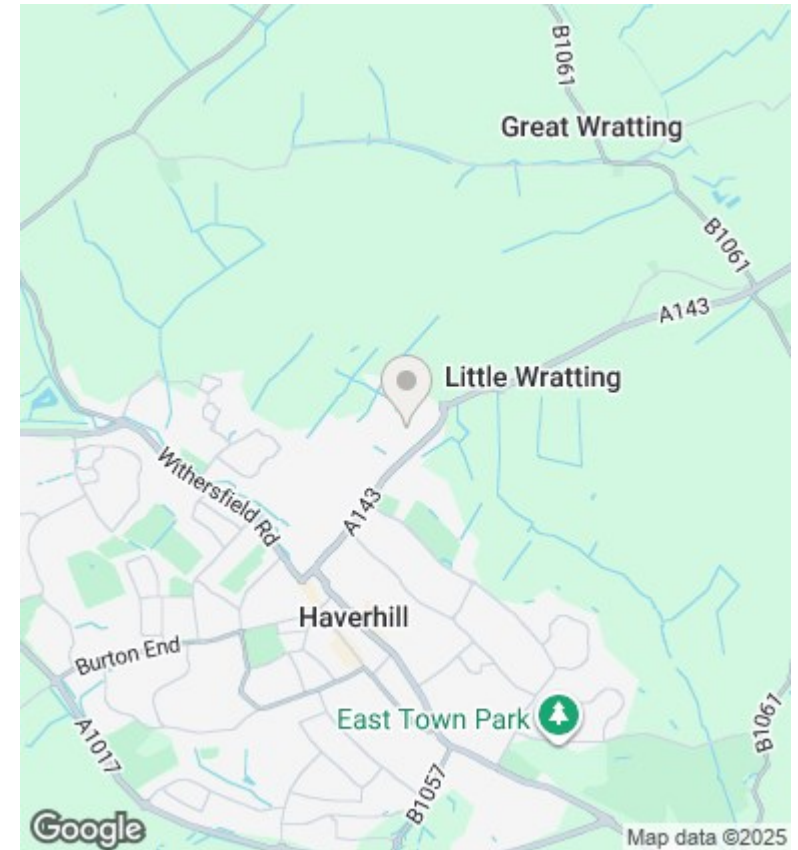 B1061
B1061
Great Wratting
B1061
A143
Little Wratting
Withersfield Rd
A143
Haverhill
Burton End
East Town Park
A1017
B1057
B1061
Google
Map data ©2025